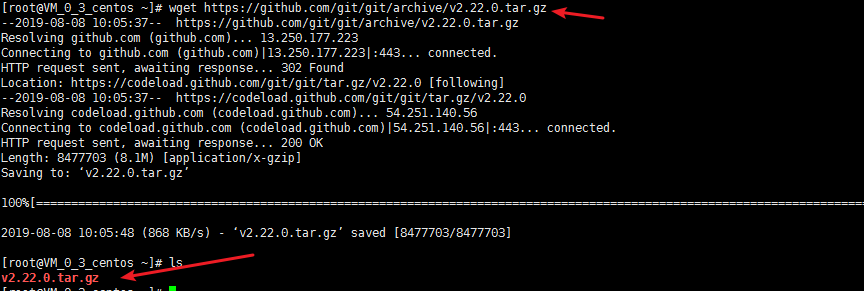 [root@VM_0_3_centos ~]# wget https://github.com/git/git/archive/v2.22.0.tar.gz
--2019-08-08 10:05:37--  https://github.com/git/git/archive/v2.22.0.tar.gz
Resolving github.com (github.com)... 13.250.177.223
Connecting to github.com (github.com)|13.250.177.223|:443... connected.
HTTP request sent, awaiting response... 302 Found
Location: https://codeload.github.com/git/git/tar.gz/v2.22.0 [following]
--2019-08-08 10:05:37--  https://codeload.github.com/git/git/tar.gz/v2.22.0
Resolving codeload.github.com (codeload.github.com)... 54.251.140.56
Connecting to codeload.github.com (codeload.github.com)|54.251.140.56|:443... connected.
HTTP request sent, awaiting response... 200 OK
Length: 8477703 (8.1M) [application/x-gzip]
Saving to: ‘v2.22.0.tar.gz’
100%[==============================================================================================================
2019-08-08 10:05:48 (868 KB/s) - ‘v2.22.0.tar.gz’ saved [8477703/8477703]
[root@VM_0_3_centos ~]# ls
v2.22.0.tar.gz
[root@VM_0_3_centos ~]#